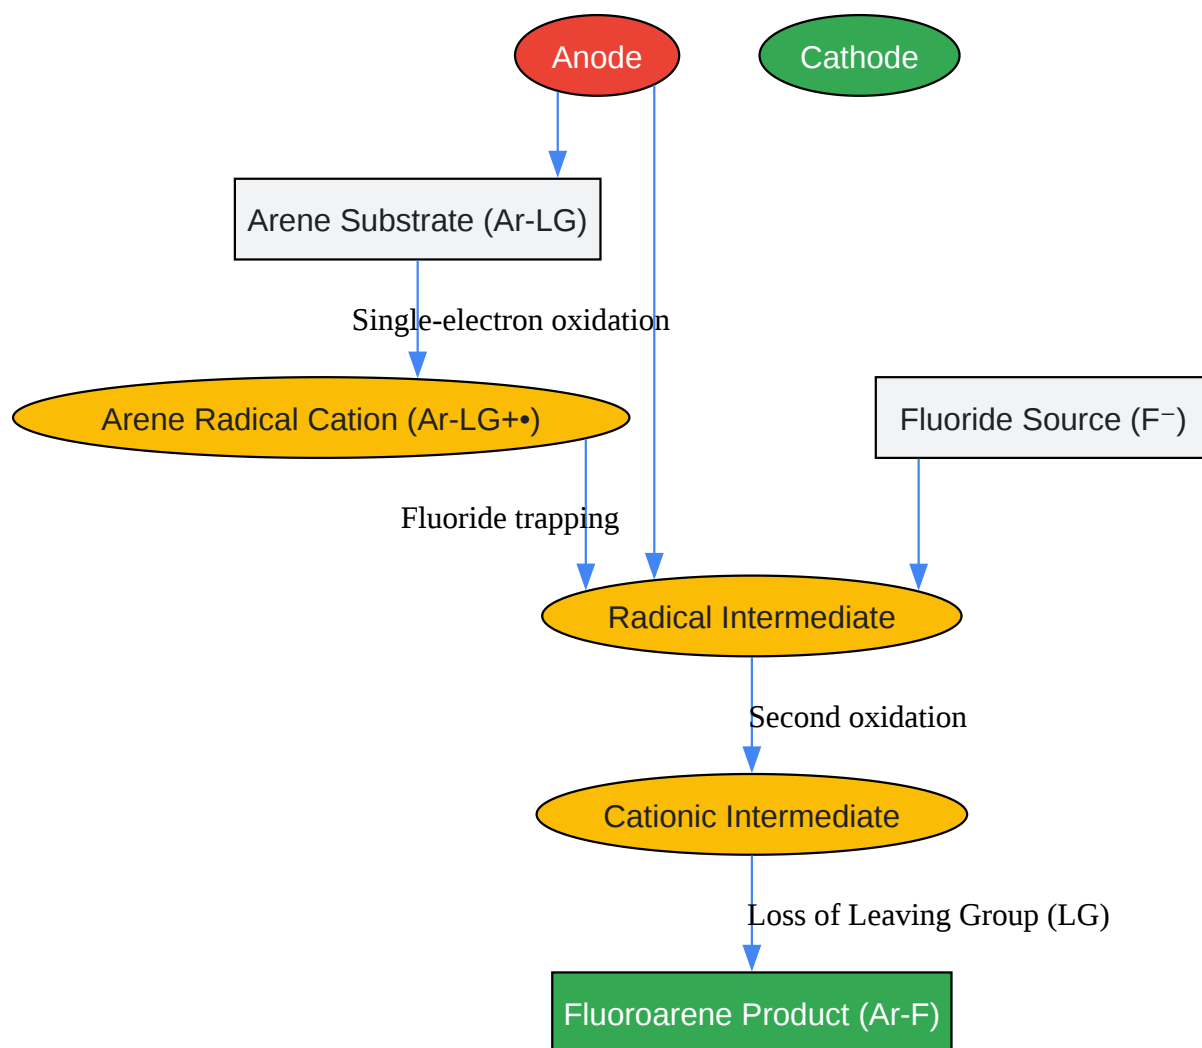 Anode
Cathode
Arene Substrate (Ar-LG)
Single-electron oxidation
Arene Radical Cation (Ar-LG+•)
Fluoride Source (F⁻)
Fluoride trapping
Radical Intermediate
Second oxidation
Cationic Intermediate
Loss of Leaving Group (LG)
Fluoroarene Product (Ar-F)